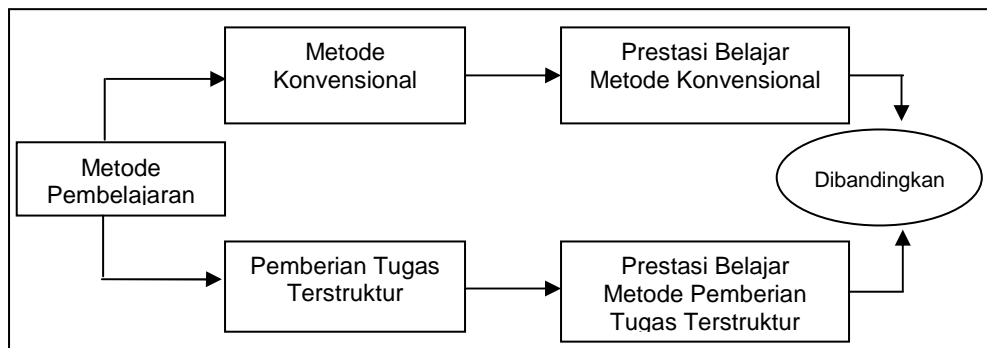 Metode
Konvensional
Prestasi Belajar
Metode Konvensional
Metode
Pembelajaran
Dibandingkan
Pemberian Tugas
Terstruktur
Prestasi Belajar
Metode Pemberian
Tugas Terstruktur